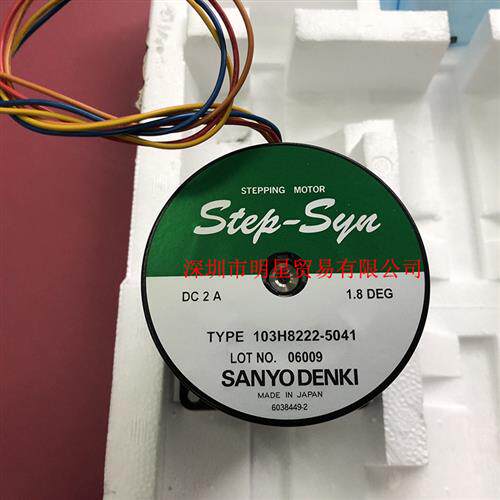 STEPPING MOTOR
Step-Syn
深圳市明星贸易有限公司
DC 2 A 1.8 DEG
TYPE 103H8222-5041
LOT NO. 06009
SANYO DENKI
MADE IN JAPAN
6038449-2